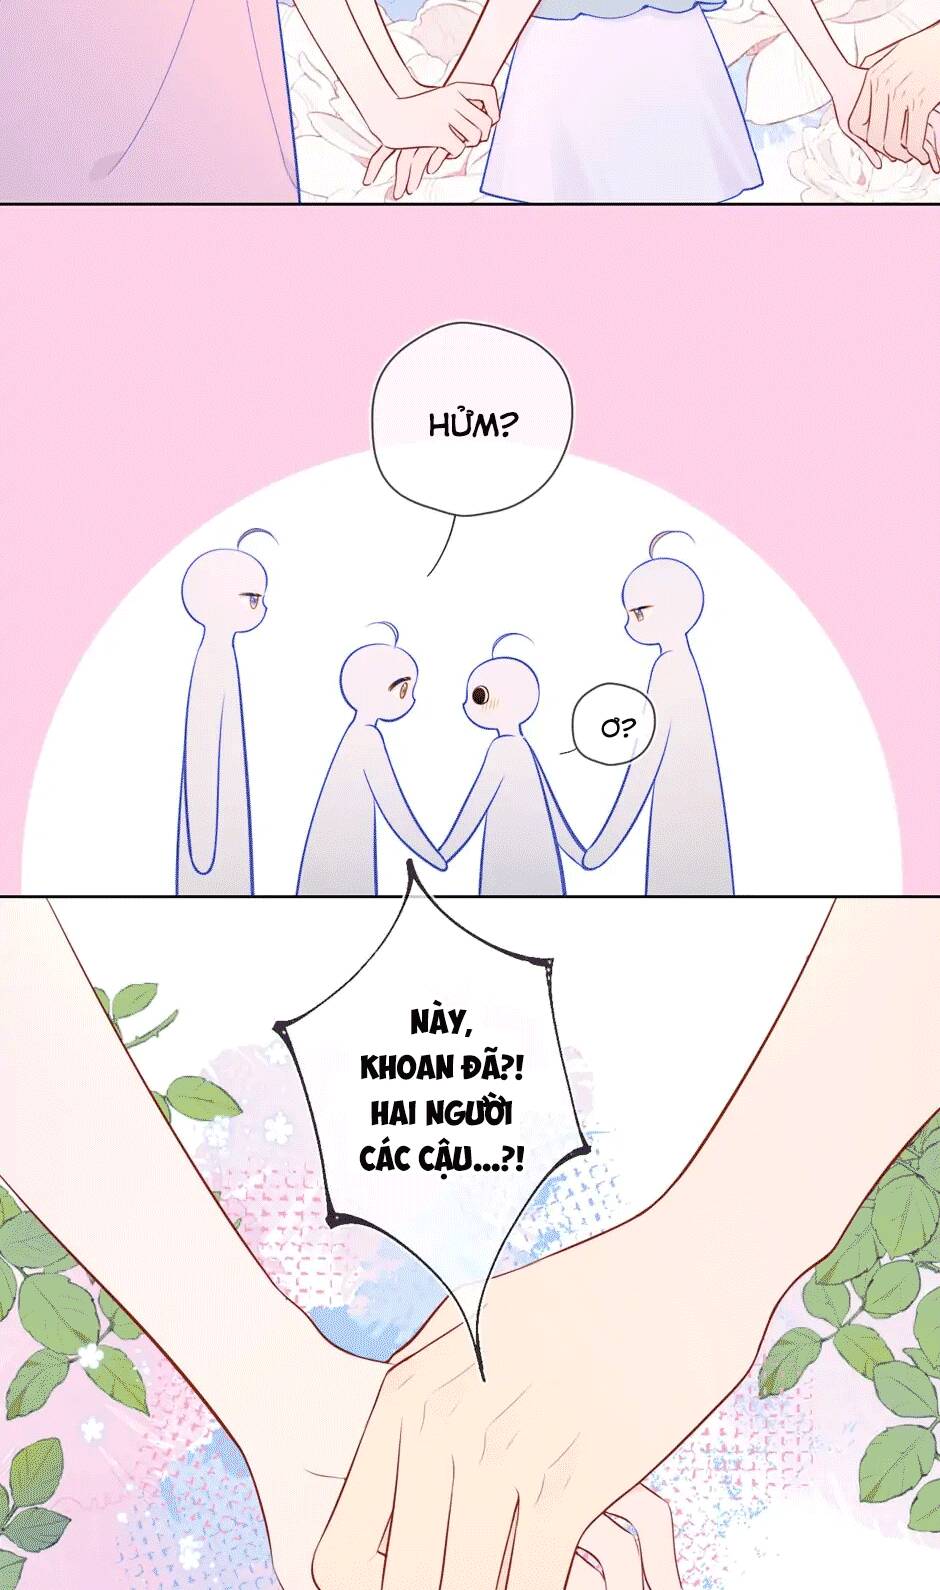 HỬM?
Ơ?
NÀY,
KHOAN ĐÃ?!
HAI NGƯỜI
CÁC CẬU...?!